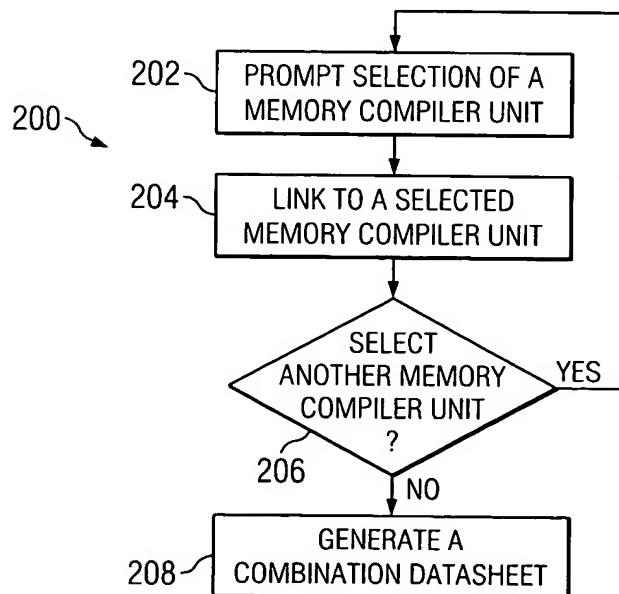 202
PROMPT SELECTION OF A
MEMORY COMPILER UNIT
200
204
LINK TO A SELECTED
MEMORY COMPILER UNIT
SELECT
ANOTHER MEMORY
COMPILER UNIT
?
YES
206
NO
208
GENERATE A
COMBINATION DATASHEET